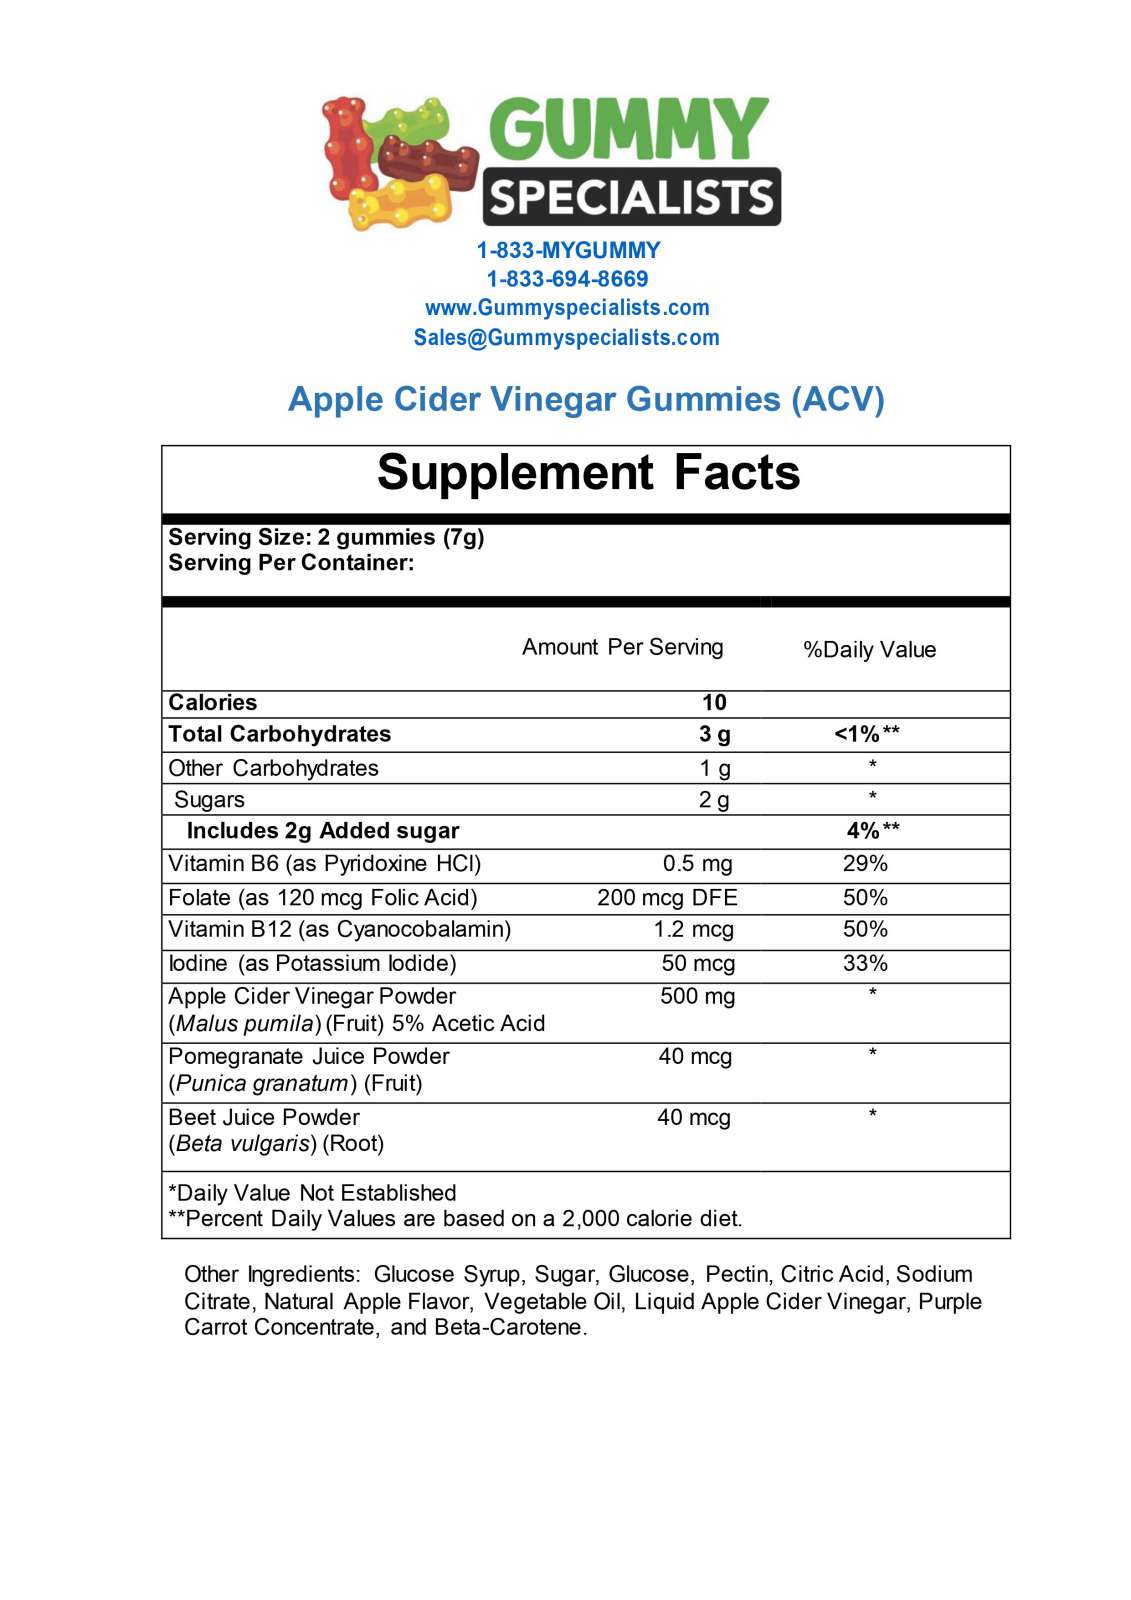 GUMMY
SPECIALISTS
1-833-MYGUMMY
1-833-694-8669
www.Gummyspecialists.com
Sales@Gummyspecialists.com
Apple Cider Vinegar Gummies (ACV)
Supplement Facts
Serving Size: 2 gummies (7g)
Serving Per Container:
Amount Per Serving %Daily Value
Calories 10
Total Carbohydrates 3 g <1%**
Other Carbohydrates 1 g *
Sugars 2 g *
Includes 2g Added sugar 4%**
Vitamin B6 (as Pyridoxine HCl) 0.5 mg 29%
Folate (as 120 mcg Folic Acid) 200 mcg DFE 50%
Vitamin B12 (as Cyanocobalamin) 1.2 mcg 50%
Iodine (as Potassium Iodide) 50 mcg 33%
Apple Cider Vinegar Powder 500 mg *
(Malus pumila) (Fruit) 5% Acetic Acid
Pomegranate Juice Powder 40 mcg *
(Punica granatum) (Fruit)
Beet Juice Powder 40 mcg *
(Beta vulgaris) (Root)
*Daily Value Not Established
**Percent Daily Values are based on a 2,000 calorie diet.
Other Ingredients: Glucose Syrup, Sugar, Glucose, Pectin, Citric Acid, Sodium
Citrate, Natural Apple Flavor, Vegetable Oil, Liquid Apple Cider Vinegar, Purple
Carrot Concentrate, and Beta-Carotene.